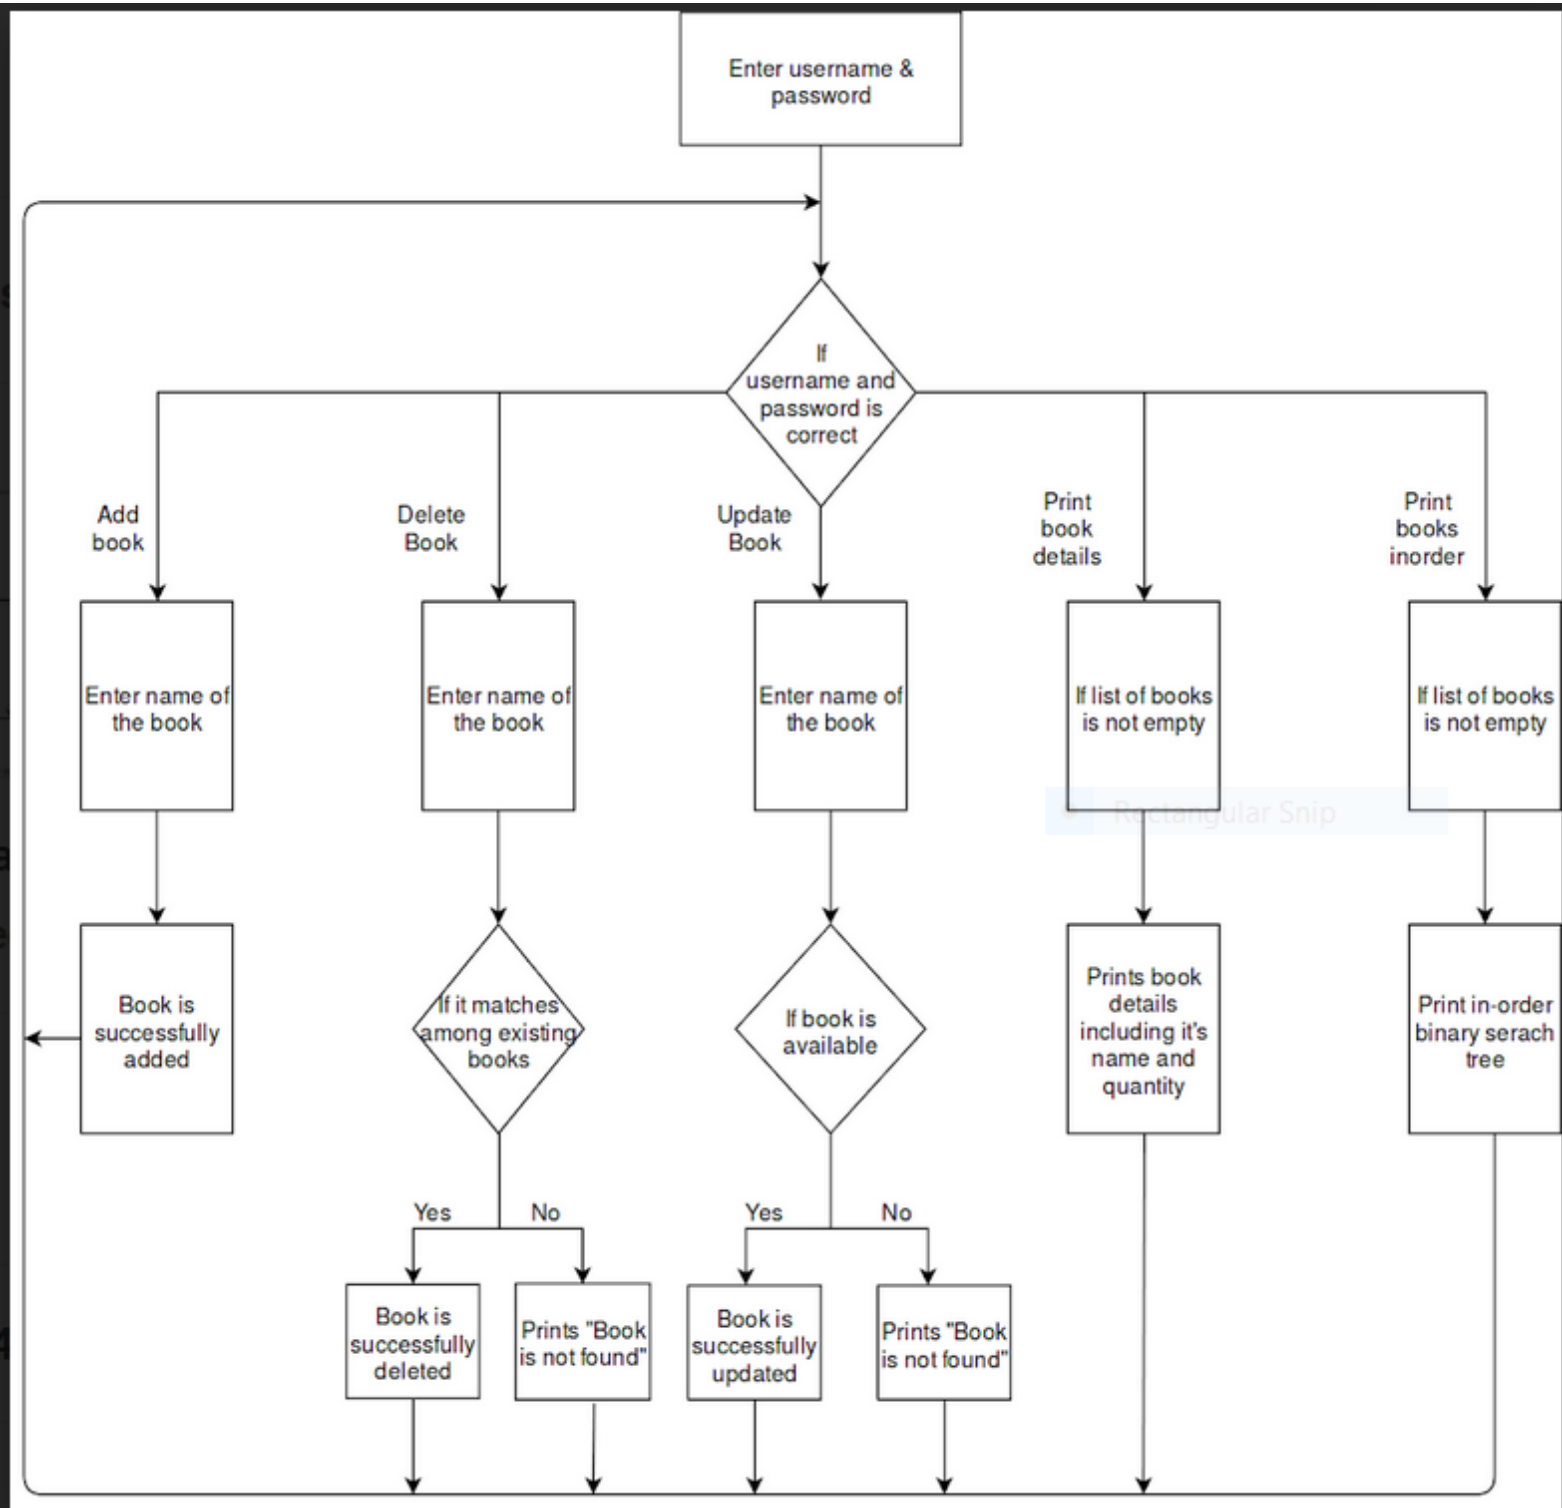 Enter username &
password
If
username and
password is
correct
Add
book
Delete
Book
Update
Book
Print
book
details
Print
books
inorder
Enter name of
the book
Enter name of
the book
Enter name of
the book
If list of books
is not empty
If list of books
is not empty
Rectangular Snip
Book is
successfully
added
If it matches
among existing
books
If book is
available
Prints book
details
including it's
name and
quantity
Print in-order
binary serach
tree
Yes
No
Yes
No
Book is
successfully
deleted
Prints "Book
is not found"
Book is
successfully
updated
Prints "Book
is not found"